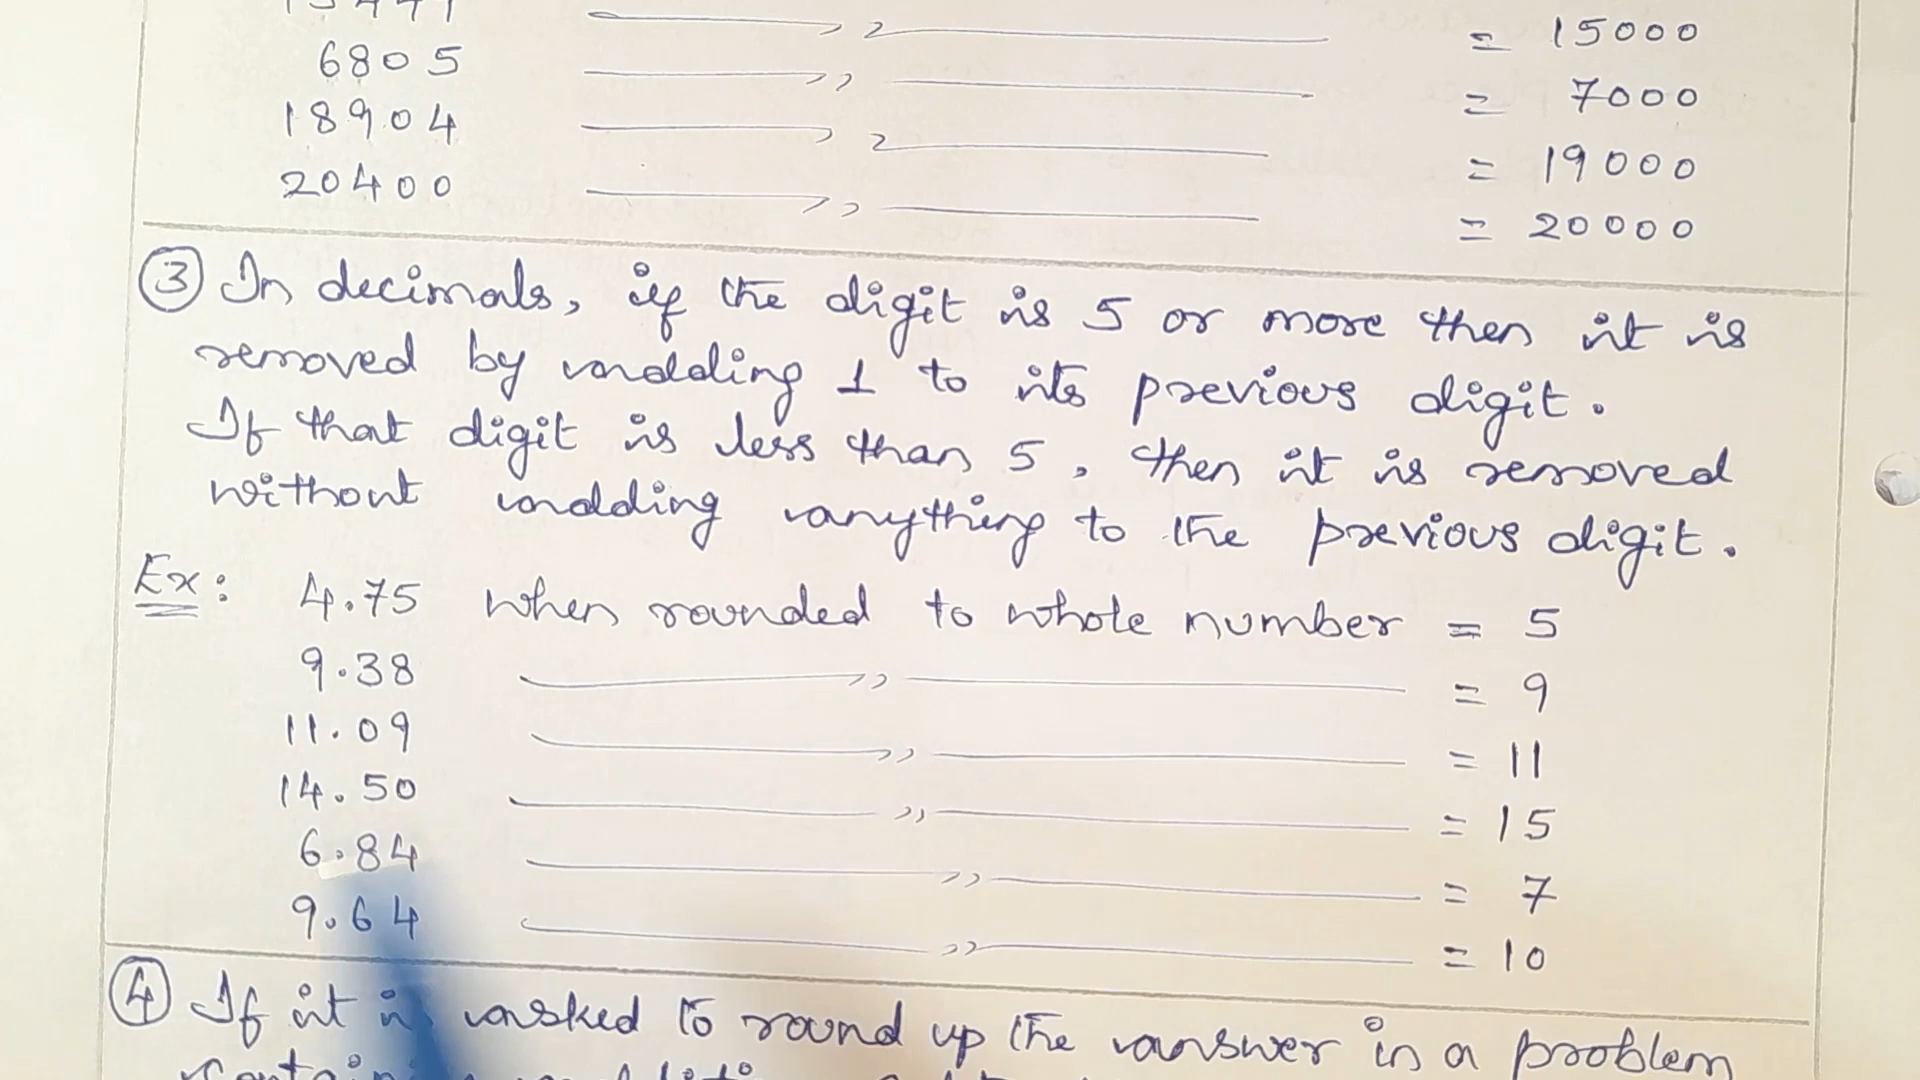 = 15000
6805 ,, = 7000
18904 ,, = 19000
20400 ,, = 20000
③ In decimals, if the digit is 5 or more then it is
removed by adding 1 to its previous digit.
If that digit is less than 5, then it is removed
without adding anything to the previous digit.
Ex: 4.75 when rounded to whole number = 5
9.38 ,, = 9
11.09 ,, = 11
14.50 ,, = 15
6.84 ,, = 7
9.64 ,, = 10
④ If it is asked to round up the answer in a problem